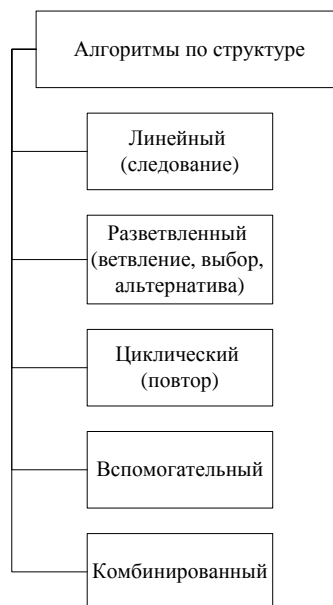 Алгоритмы по структуре
Линейный
(следование)
Разветвленный
(ветвление, выбор,
альтернатива)
Циклический
(повтор)
Вспомогательный
Комбинированный